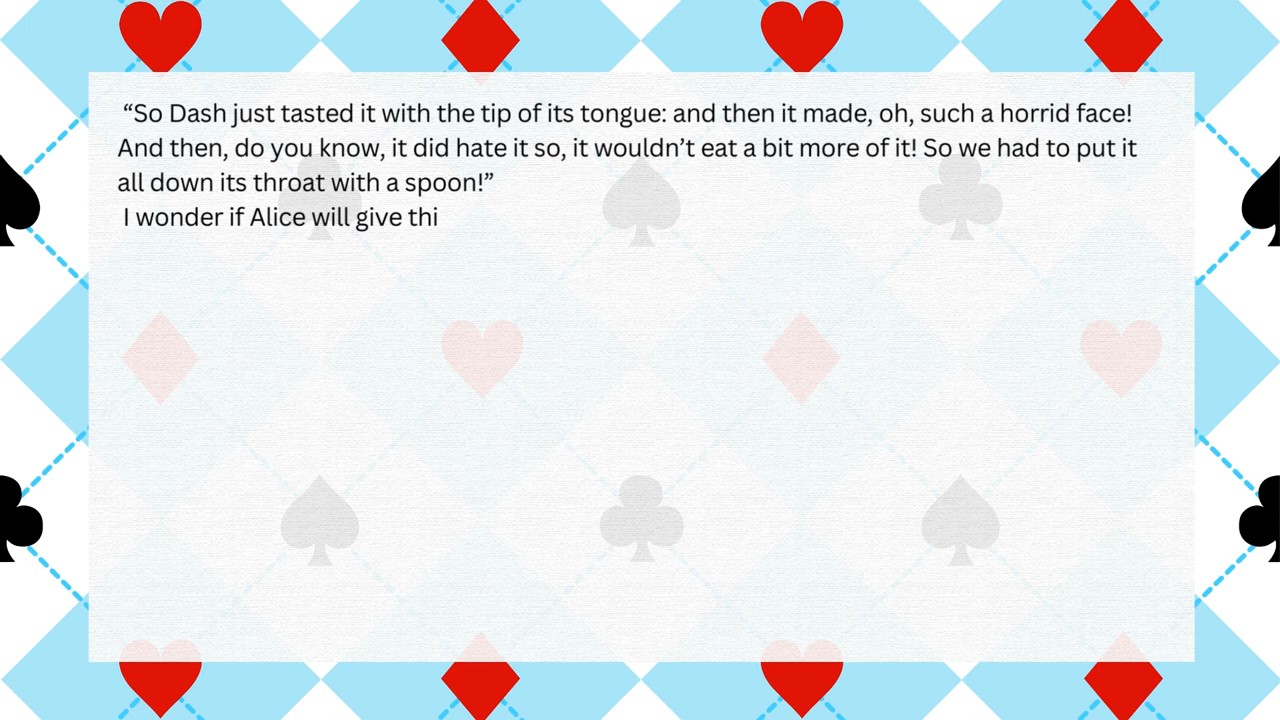 “So Dash just tasted it with the tip of its tongue: and then it made, oh, such a horrid face!
And then, do you know, it did hate it so, it wouldn’t eat a bit more of it! So we had to put it
all down its throat with a spoon!”
I wonder if Alice will give thi